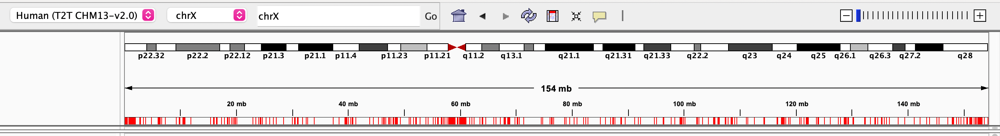 Human (T2T CHM13-v2.0) chrX chrX Go
p22.32 p22.2 p22.12 p21.3 p21.1 p11.4 p11.23 p11.21 q11.2 q13.1 q21.1 q21.31 q21.33 q22.2 q23 q24 q25 q26.1 q26.3 q27.2 q28
154 mb
20 mb 40 mb 60 mb 80 mb 100 mb 120 mb 140 mb